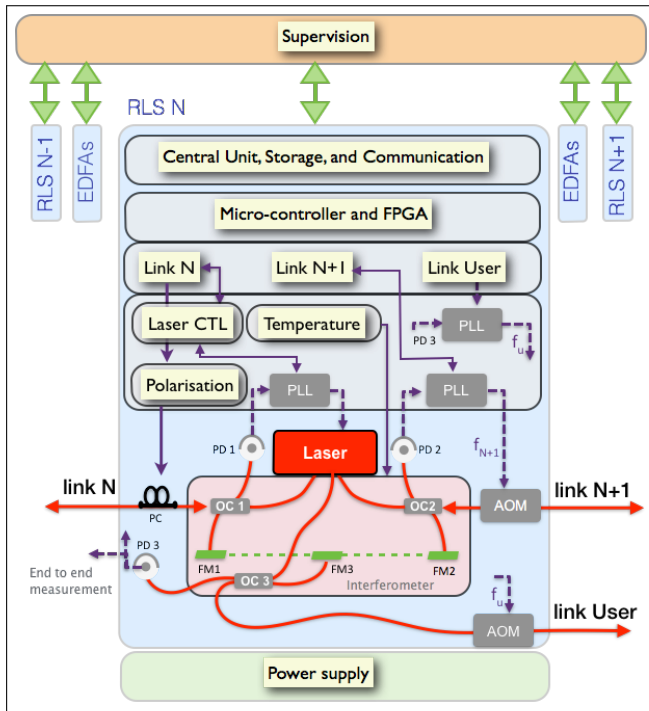 Supervision
RLS N
RLS N-1
EDFAs
EDFAs
RLS N+1
Central Unit, Storage, and Communication
Micro-controller and FPGA
Link N
Link N+1
Link User
Laser CTL
Temperature
PD 3
PLL
fu
Polarisation
PLL
PLL
PD 1
Laser
PD 2
fN+1
link N
PC
OC 1
OC2
AOM
link N+1
PD 3
End to end
measurement
FM1
FM3
FM2
OC 3
Interferometer
fu
AOM
link User
Power supply